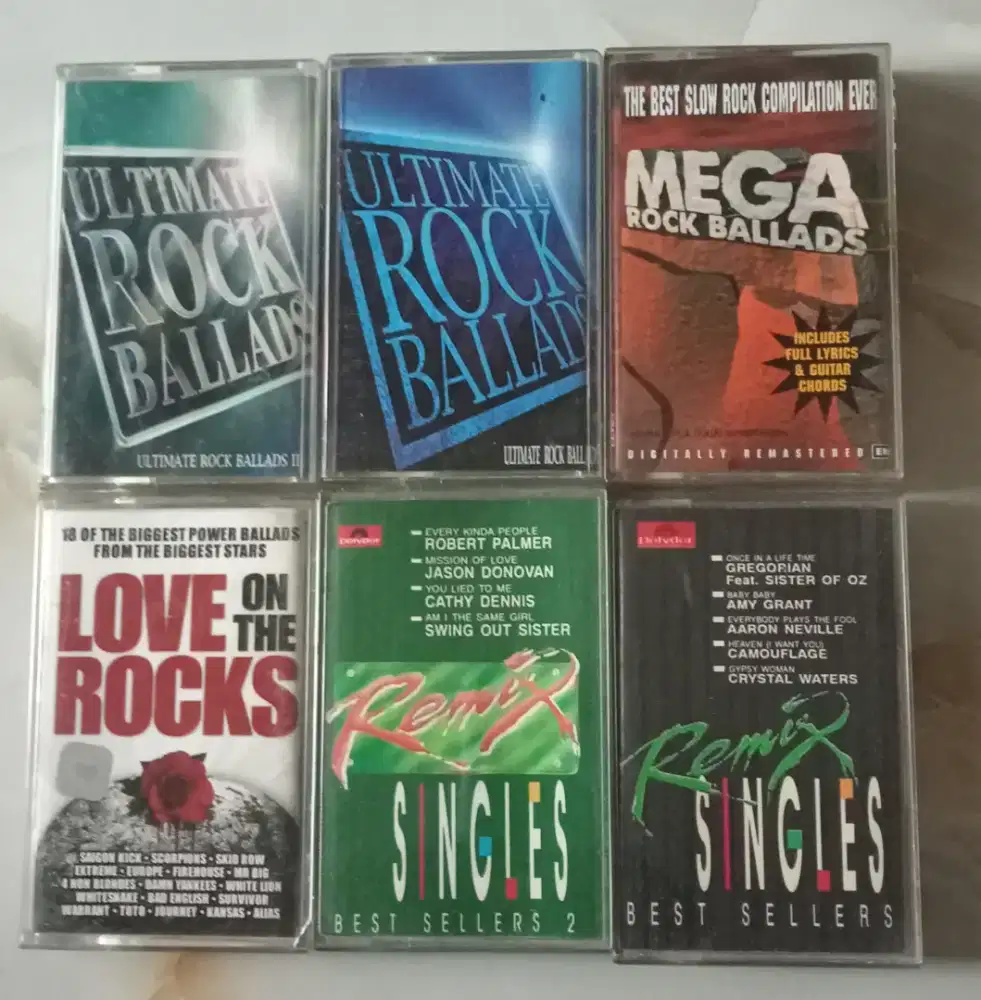 ULTIMATE
ROCK
BALLADS
ULTIMATE ROCK BALLADS II
ULTIMATE
ROCK
BALLADS
ULTIMATE ROCK BALLAD
THE BEST SLOW ROCK COMPILATION EVER
MEGA
ROCK BALLADS
INCLUDES
FULL LYRICS
& GUITAR
CHORDS
DIGITALLY REMASTERED
18 OF THE BIGGEST POWER BALLADS
FROM THE BIGGEST STARS
LOVE ON
THE
ROCKS
SAIGON KICK • SCORPIONS • SKID ROW
EXTREME • EUROPE • FIREHOUSE • MR BIG
4 NON BLONDES • DAMN YANKEES • WHITE LION
WHITESNAKE • BAD ENGLISH • SURVIVOR
WARRANT • TOTO • JOURNEY • KANSAS • ALIAS
Polydor
EVERY KINDA PEOPLE
ROBERT PALMER
MISSION OF LOVE
JASON DONOVAN
YOU LIED TO ME
CATHY DENNIS
AM I THE SAME GIRL
SWING OUT SISTER
Remix
SINGLES
BEST SELLERS 2
Polydor
ONCE IN A LIFE TIME
GREGORIAN
Feat. SISTER OF OZ
BABY BABY
AMY GRANT
EVERYBODY PLAYS THE FOOL
AARON NEVILLE
HEAVEN (I WANT YOU)
CAMOUFLAGE
GYPSY WOMAN
CRYSTAL WATERS
Remix
SINGLES
BEST SELLERS